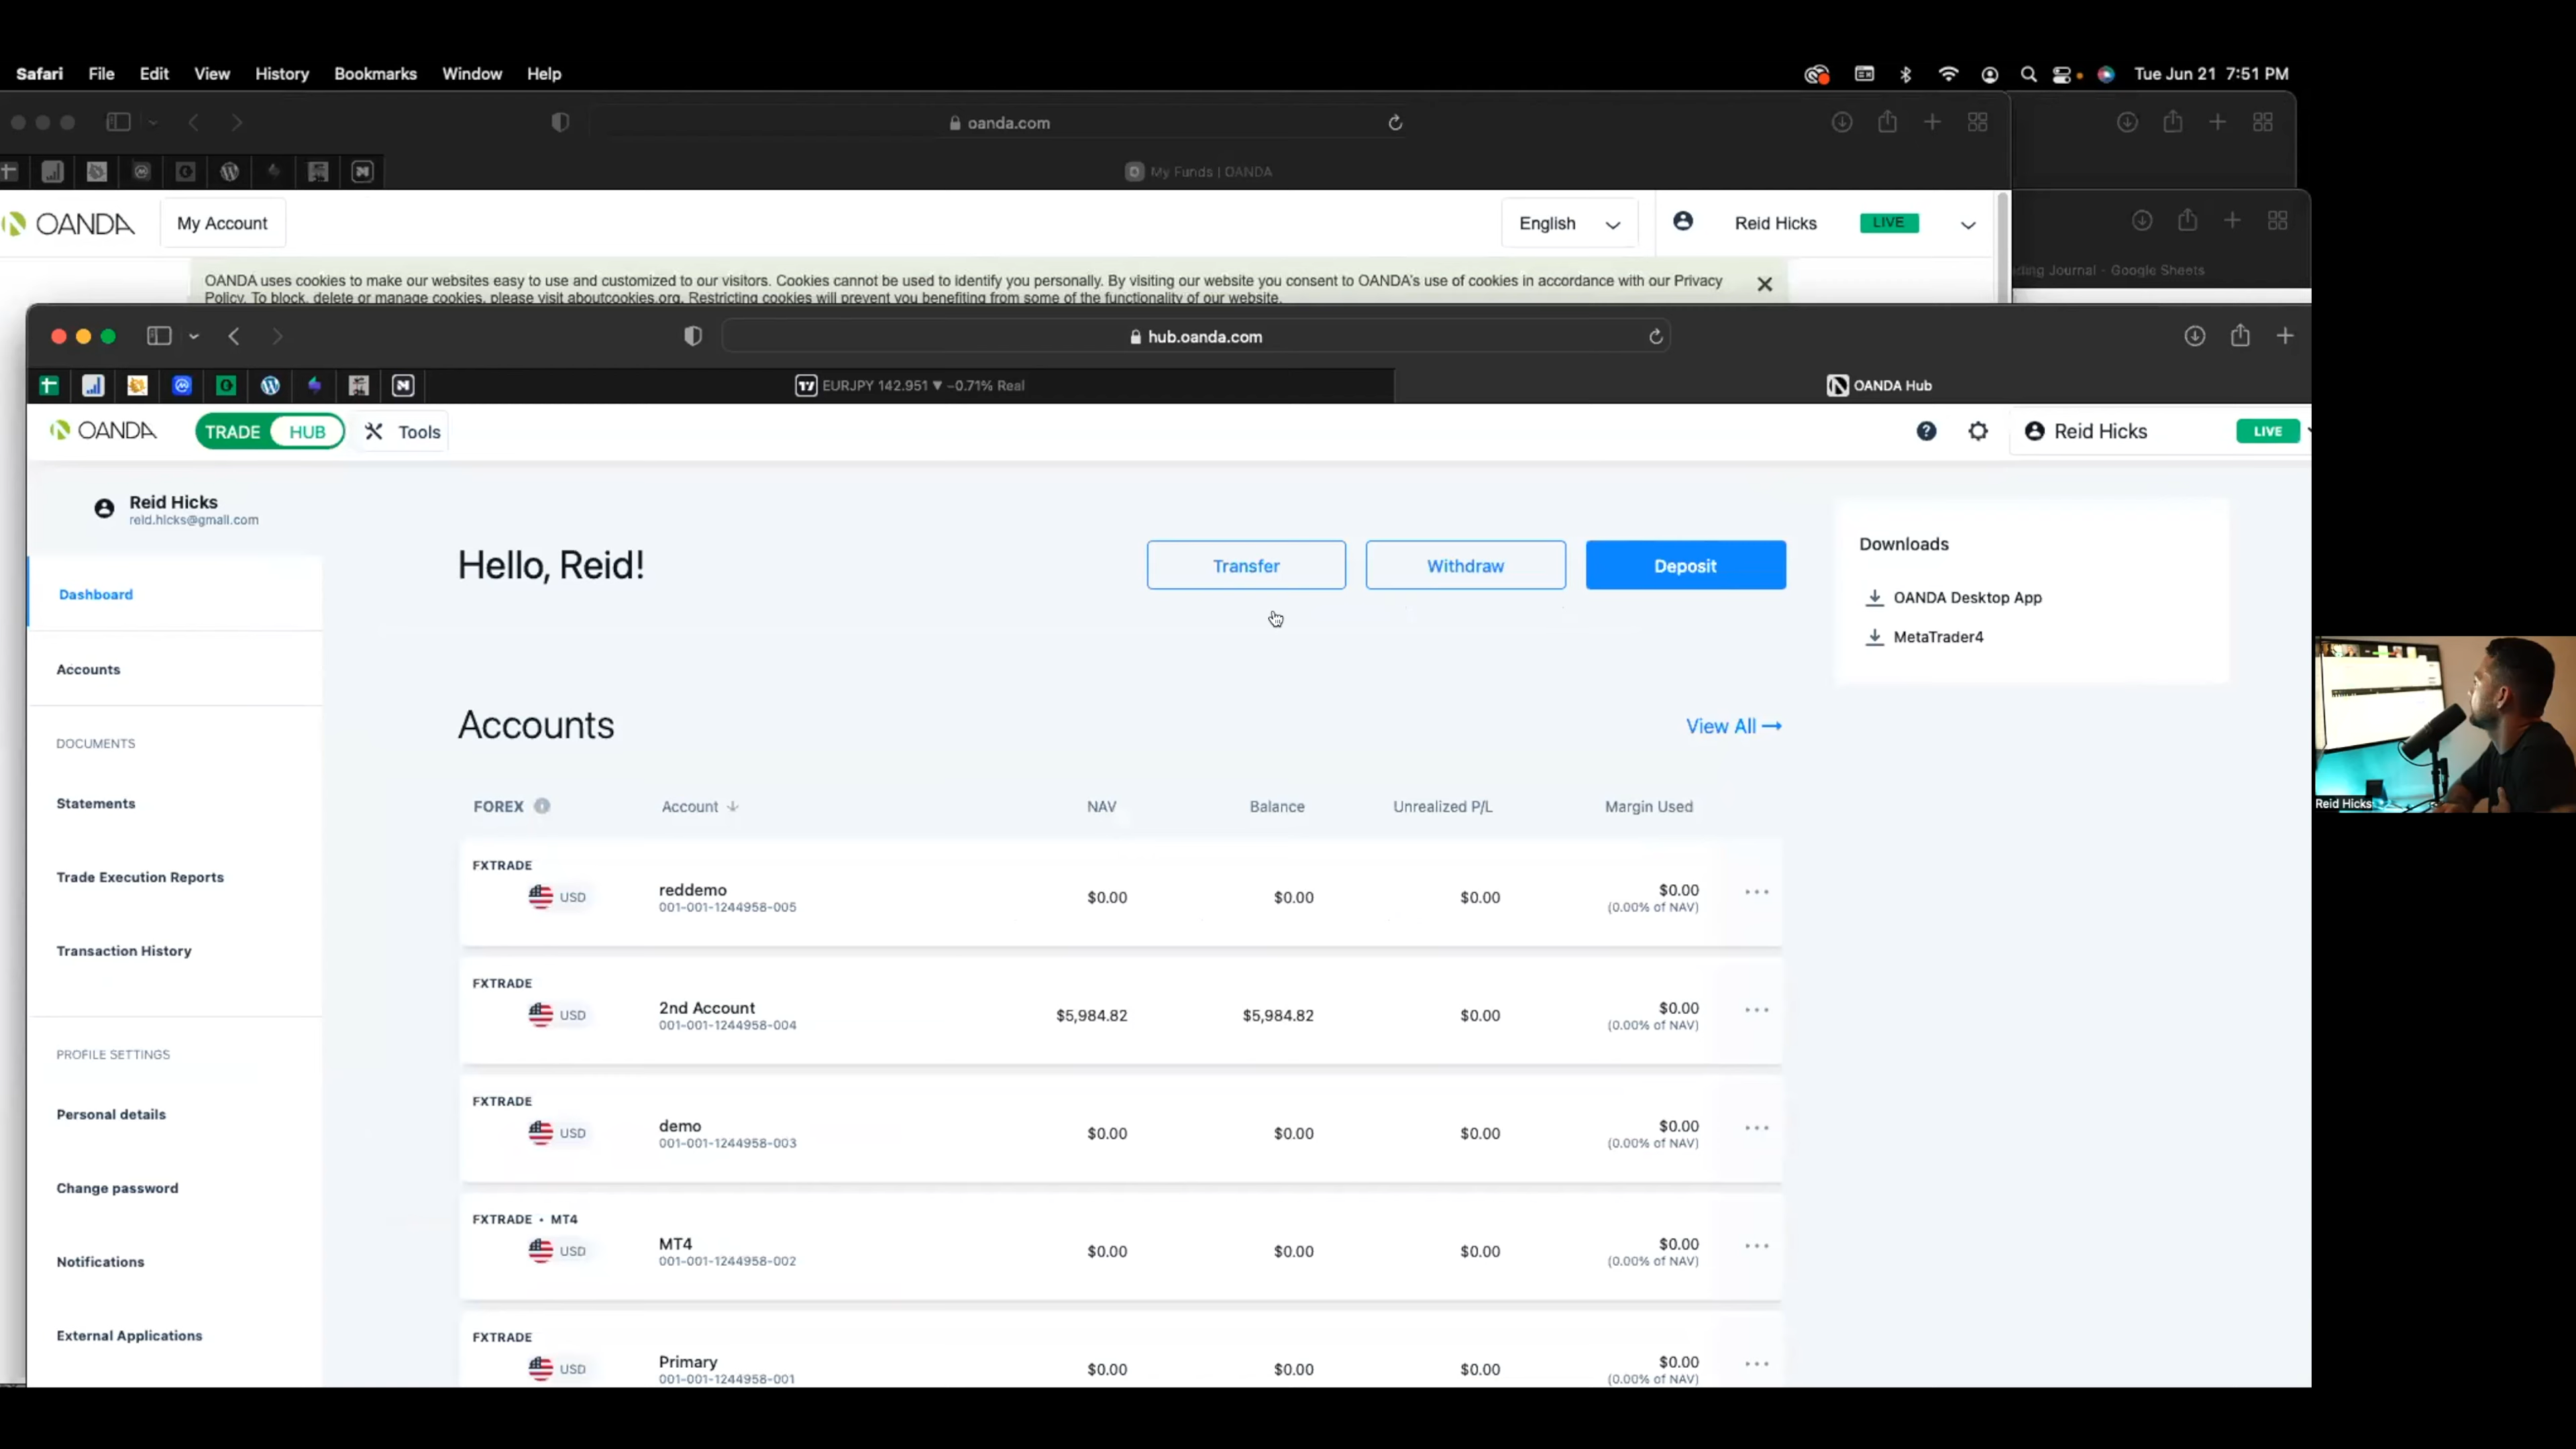 Safari File Edit View History Bookmarks Window Help Tue Jun 21 7:51 PM
oanda.com
My Funds | OANDA
OANDA My Account English Reid Hicks LIVE
ding Journal - Google Sheets
OANDA uses cookies to make our websites easy to use and customized to our visitors. Cookies cannot be used to identify you personally. By visiting our website you consent to OANDA's use of cookies in accordance with our Privacy
Policy. To block, delete or manage cookies, please visit aboutcookies.org. Restricting cookies will prevent you benefiting from some of the functionality of our website.
hub.oanda.com
EURJPY 142.951 ▼ −0.71% Real OANDA Hub
OANDA TRADE HUB Tools Reid Hicks LIVE
Reid Hicks
reid.hicks@gmail.com
Dashboard
Accounts
DOCUMENTS
Statements
Trade Execution Reports
Transaction History
PROFILE SETTINGS
Personal details
Change password
Notifications
External Applications
Hello, Reid!
Transfer Withdraw Deposit
Downloads
OANDA Desktop App
MetaTrader4
Reid Hicks
Accounts View All →
FOREX Account NAV Balance Unrealized P/L Margin Used
FXTRADE
USD reddemo $0.00 $0.00 $0.00 $0.00
001-001-1244958-005 (0.00% of NAV)
FXTRADE
USD 2nd Account $5,984.82 $5,984.82 $0.00 $0.00
001-001-1244958-004 (0.00% of NAV)
FXTRADE
USD demo $0.00 $0.00 $0.00 $0.00
001-001-1244958-003 (0.00% of NAV)
FXTRADE • MT4
USD MT4 $0.00 $0.00 $0.00 $0.00
001-001-1244958-002 (0.00% of NAV)
FXTRADE
USD Primary $0.00 $0.00 $0.00 $0.00
001-001-1244958-001 (0.00% of NAV)